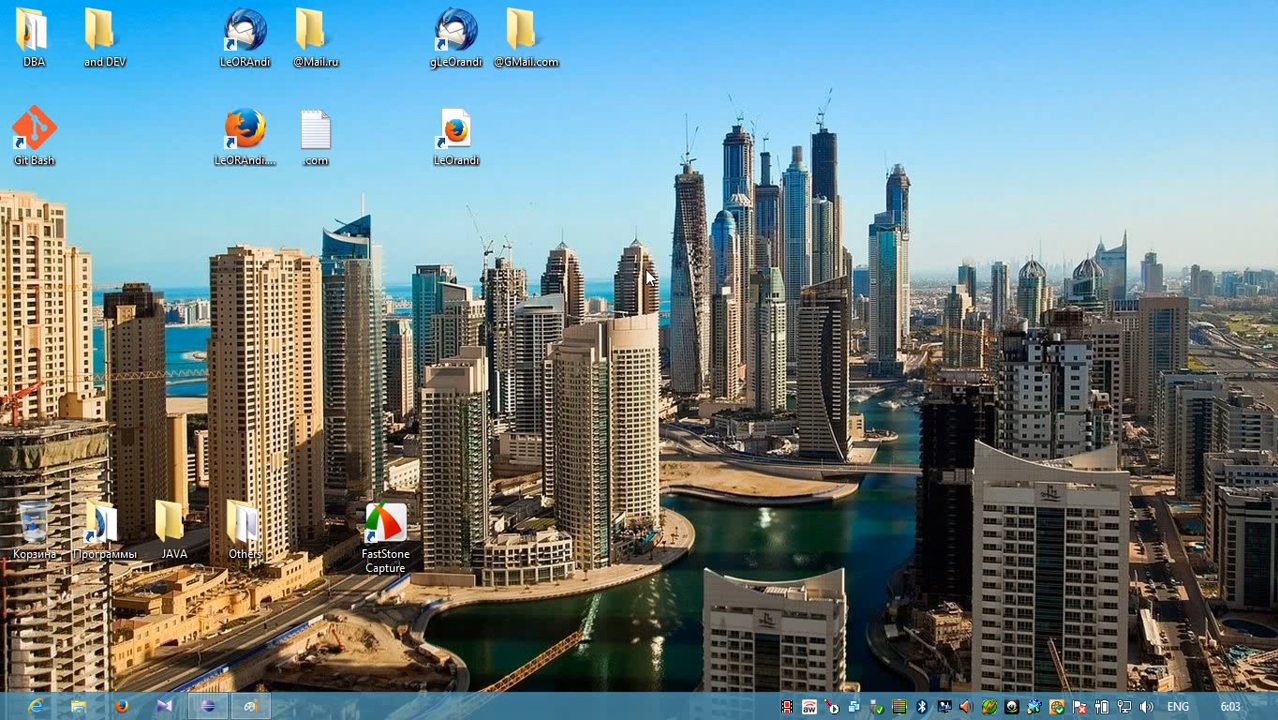 DBA
and DEV
LeORAndi
@Mail.ru
gLeOrandi
@GMail.com
Git Bash
LeORAndi....
.com
LeOrandi
Корзина
Программы
JAVA
Others
FastStone
Capture
aw
ENG
6:03